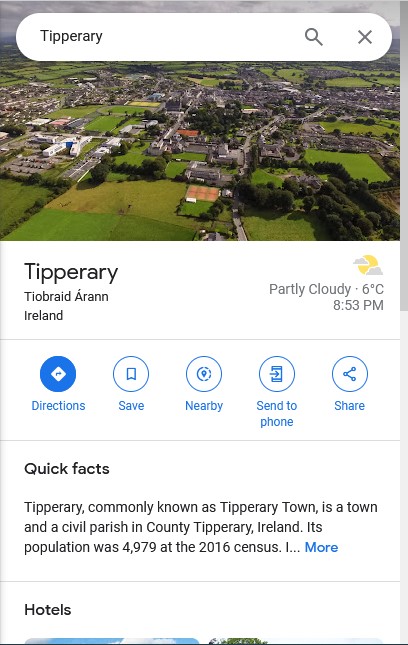 Tipperary
Tipperary
Tiobraid Árann
Ireland
Partly Cloudy · 6°C
8:53 PM
Directions
Save
Nearby
Send to
phone
Share
Quick facts
Tipperary, commonly known as Tipperary Town, is a town
and a civil parish in County Tipperary, Ireland. Its
population was 4,979 at the 2016 census. I... More
Hotels